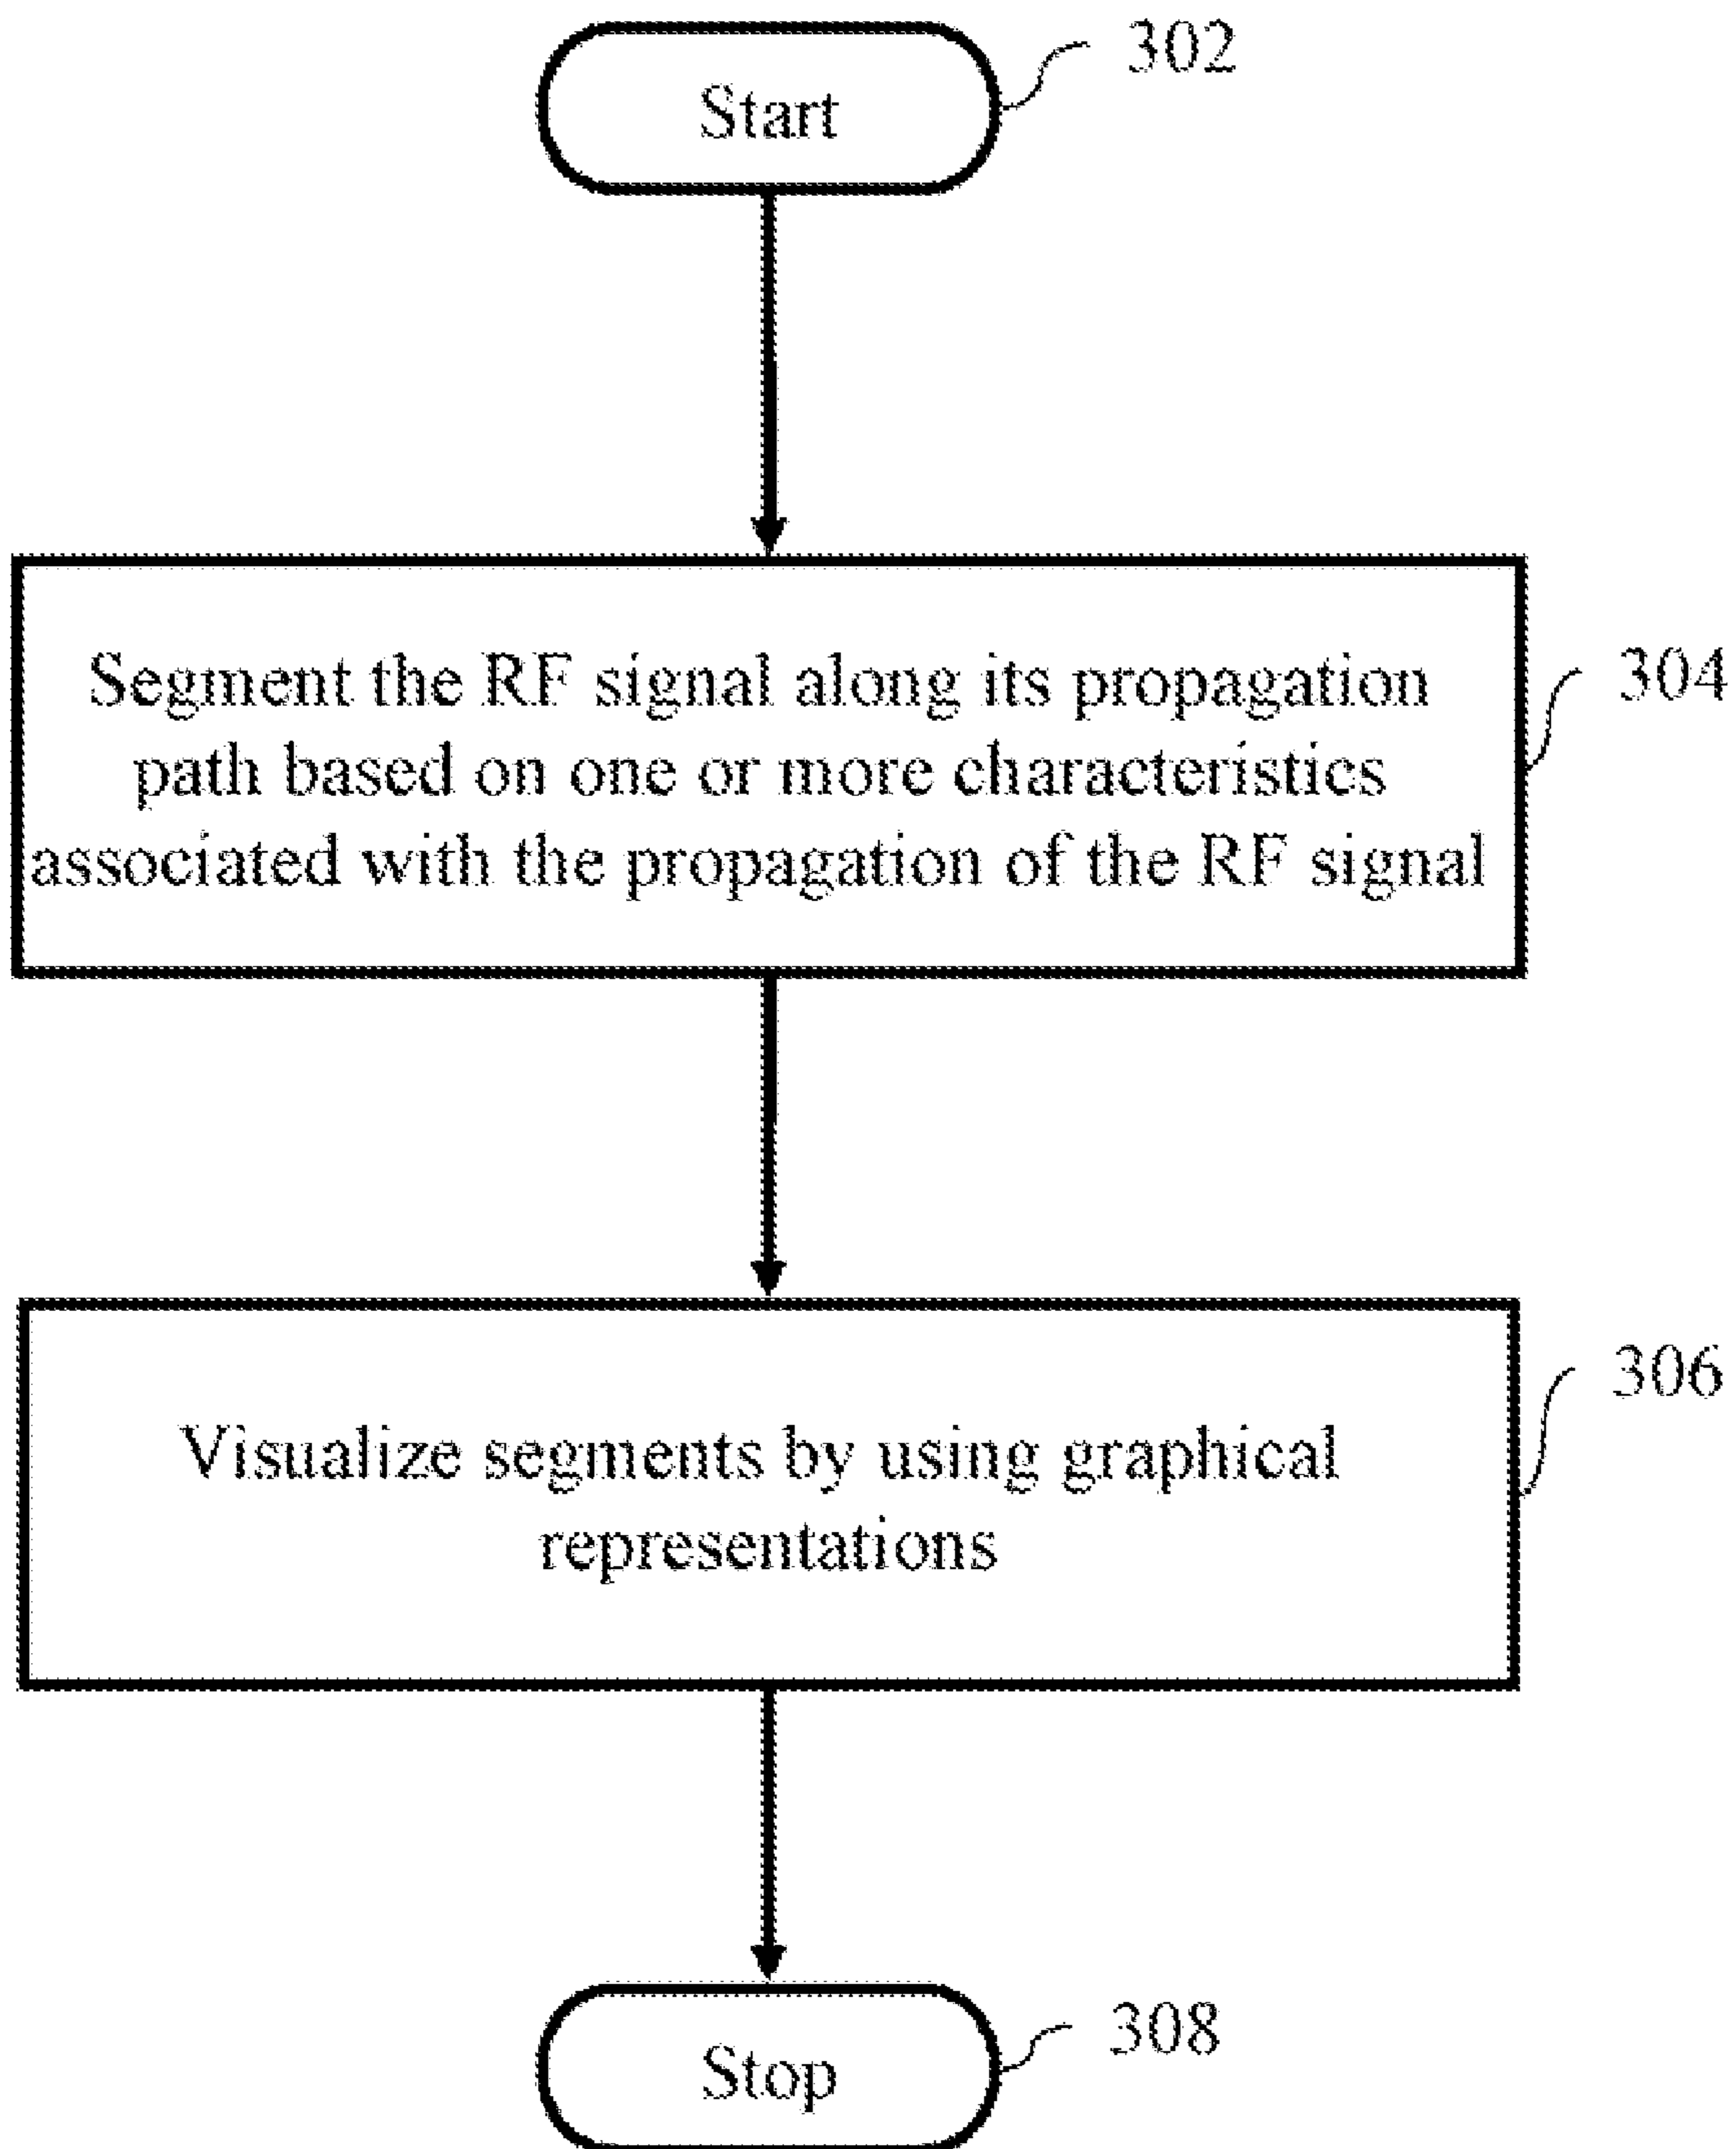 302
Start
304
Segment the RF signal along its propagation
path based on one or more characteristics
associated with the propagation of the RF signal
306
Visualize segments by using graphical
representations
308
Stop